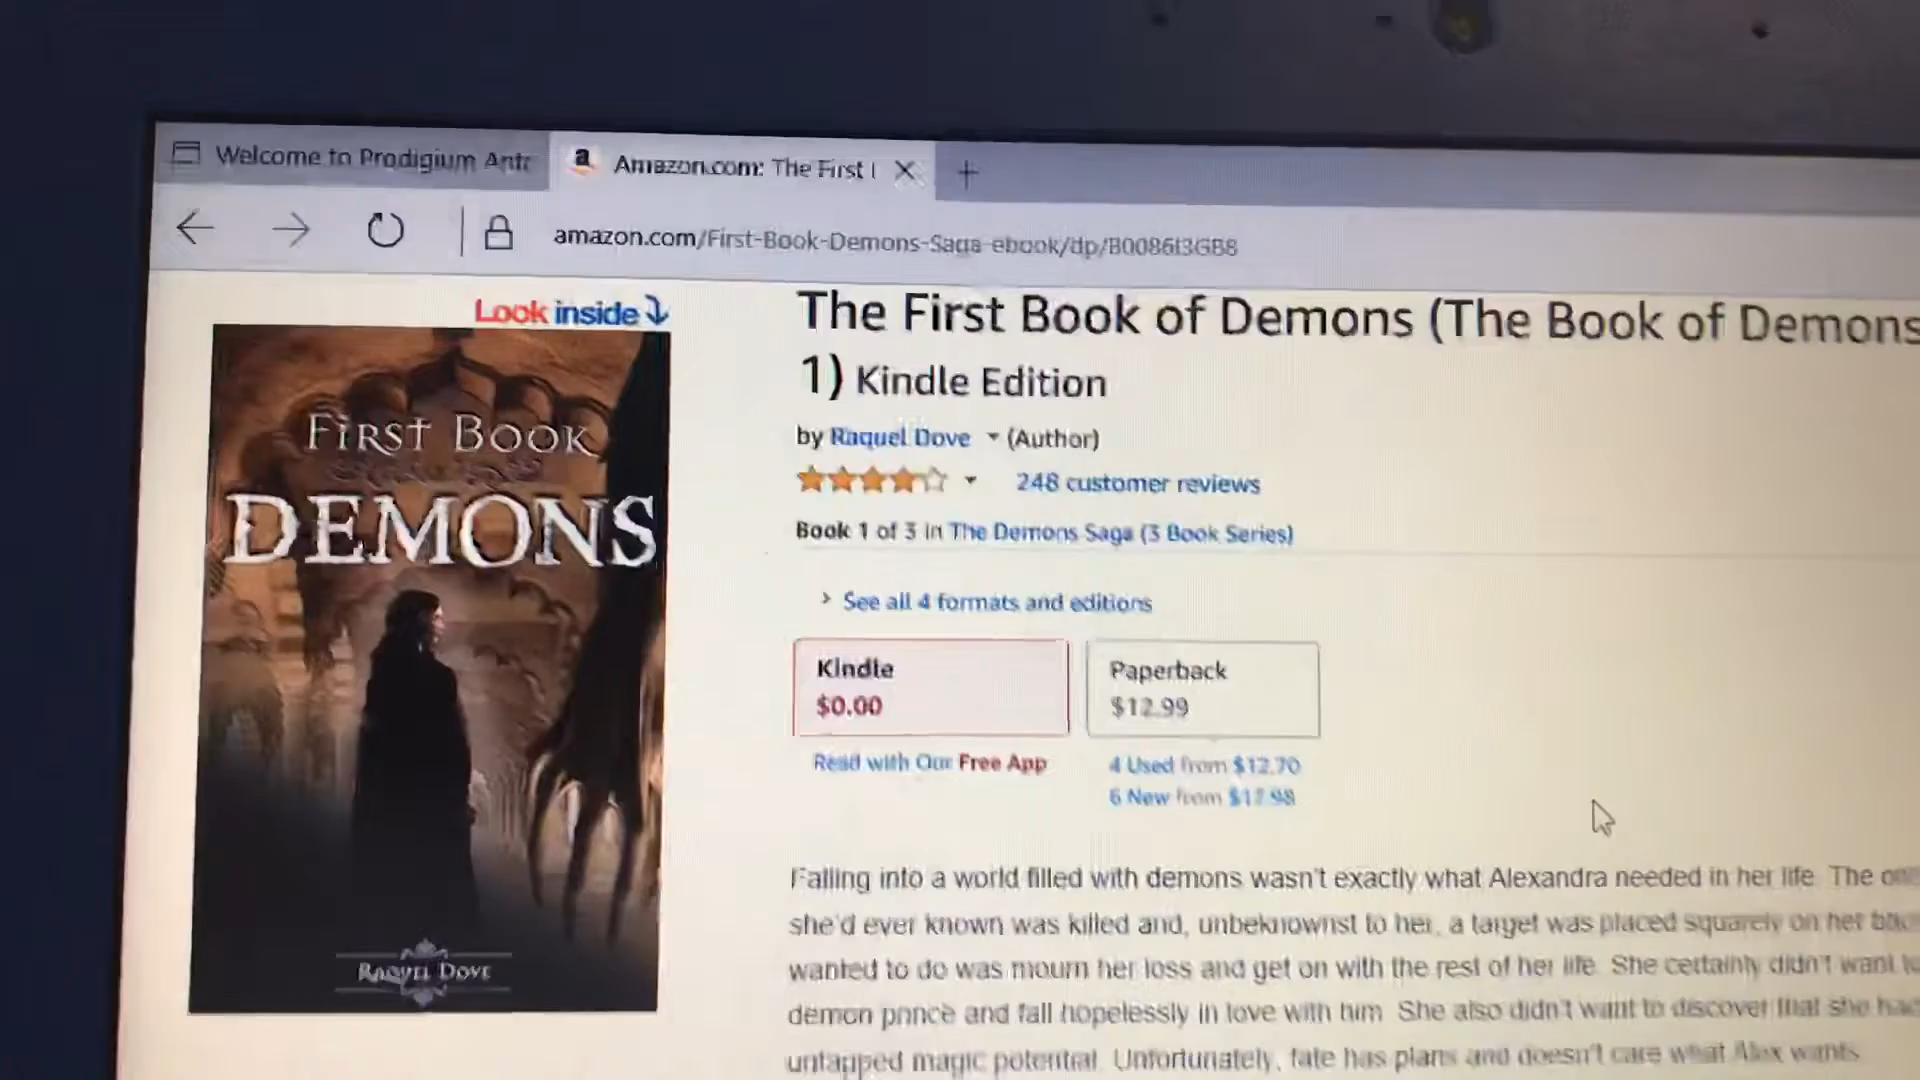 Welcome to Prodigium Antr
a Amazon.com: The First
amazon.com/First-Book-Demons-Saga-ebook/dp/B0086I3GB8
Look inside
FIRST BOOK
DEMONS
RAQUEL DOVE
The First Book of Demons (The Book of Demons
1) Kindle Edition
by Raquel Dove (Author)
248 customer reviews
Book 1 of 3 in The Demons Saga (3 Book Series)
See all 4 formats and editions
Kindle
$0.00
Paperback
$12.99
Read with Our Free App
4 Used from $12.70
6 New from
Falling into a world filled with demons wasn't exactly what Alexandra needed in her life. The
she'd ever known was killed and, unbeknownst to her, a target was placed squarely on her
wanted to do was mourn her loss and get on with the rest of her life. She certainly didn't want
demon prince and fall hopelessly in love with him. She also didn't want to discover that she had
untapped magic potential. Unfortunately, fate has plans and doesn't care what Alex wants.